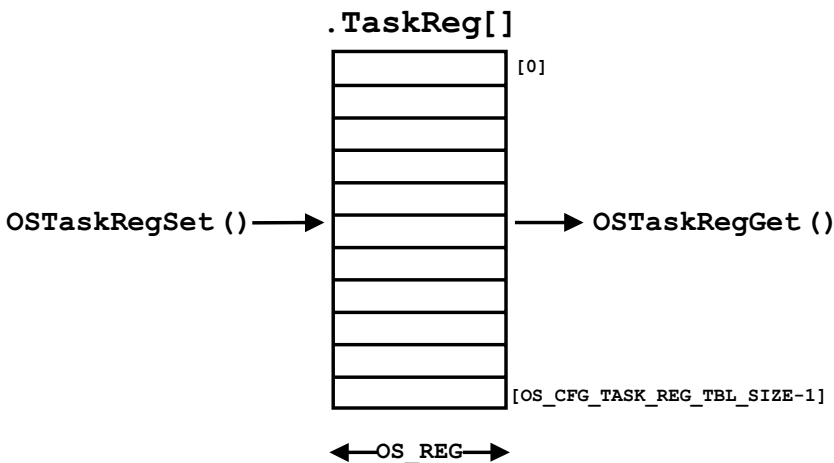 .TaskReg[]
[0]
OSTaskRegSet()
OSTaskRegGet()
[OS_CFG_TASK_REG_TBL_SIZE-1]
OS_REG